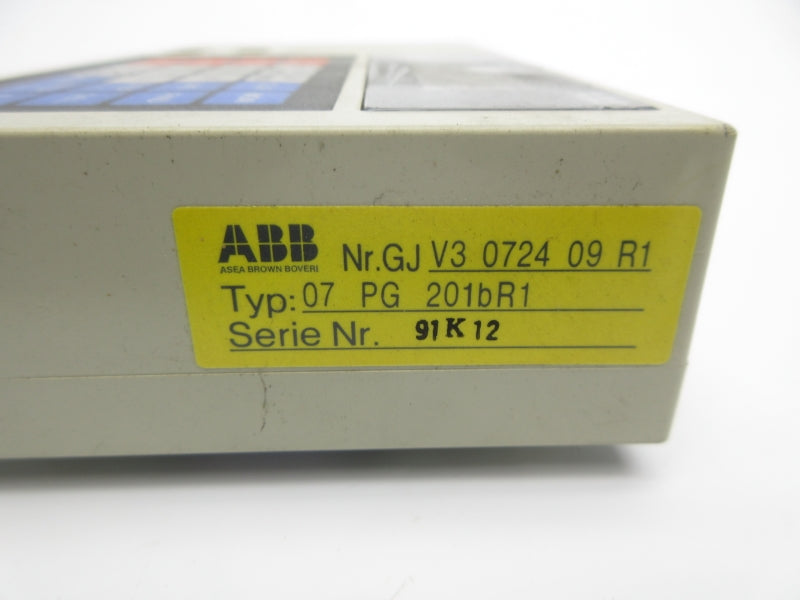 ABB
ASEA BROWN BOVERI
Nr.GJ V3 0724 09 R1
Typ: 07 PG 201bR1
Serie Nr. 91K12